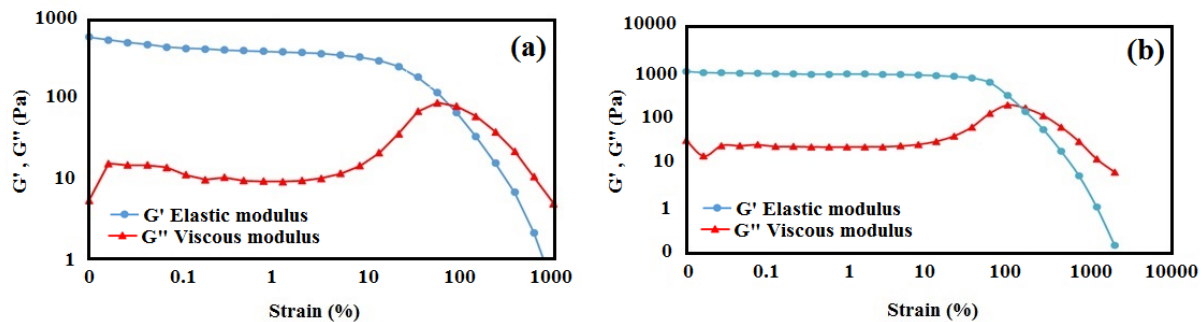 (a)
G', G" (Pa)
1000
100
10
1
G' Elastic modulus
G" Viscous modulus
0 0.1 1 10 100 1000
Strain (%)
(b)
G', G" (Pa)
10000
1000
100
10
1
0
G' Elastic modulus
G" Viscous modulus
0 0.1 1 10 100 1000 10000
Strain (%)